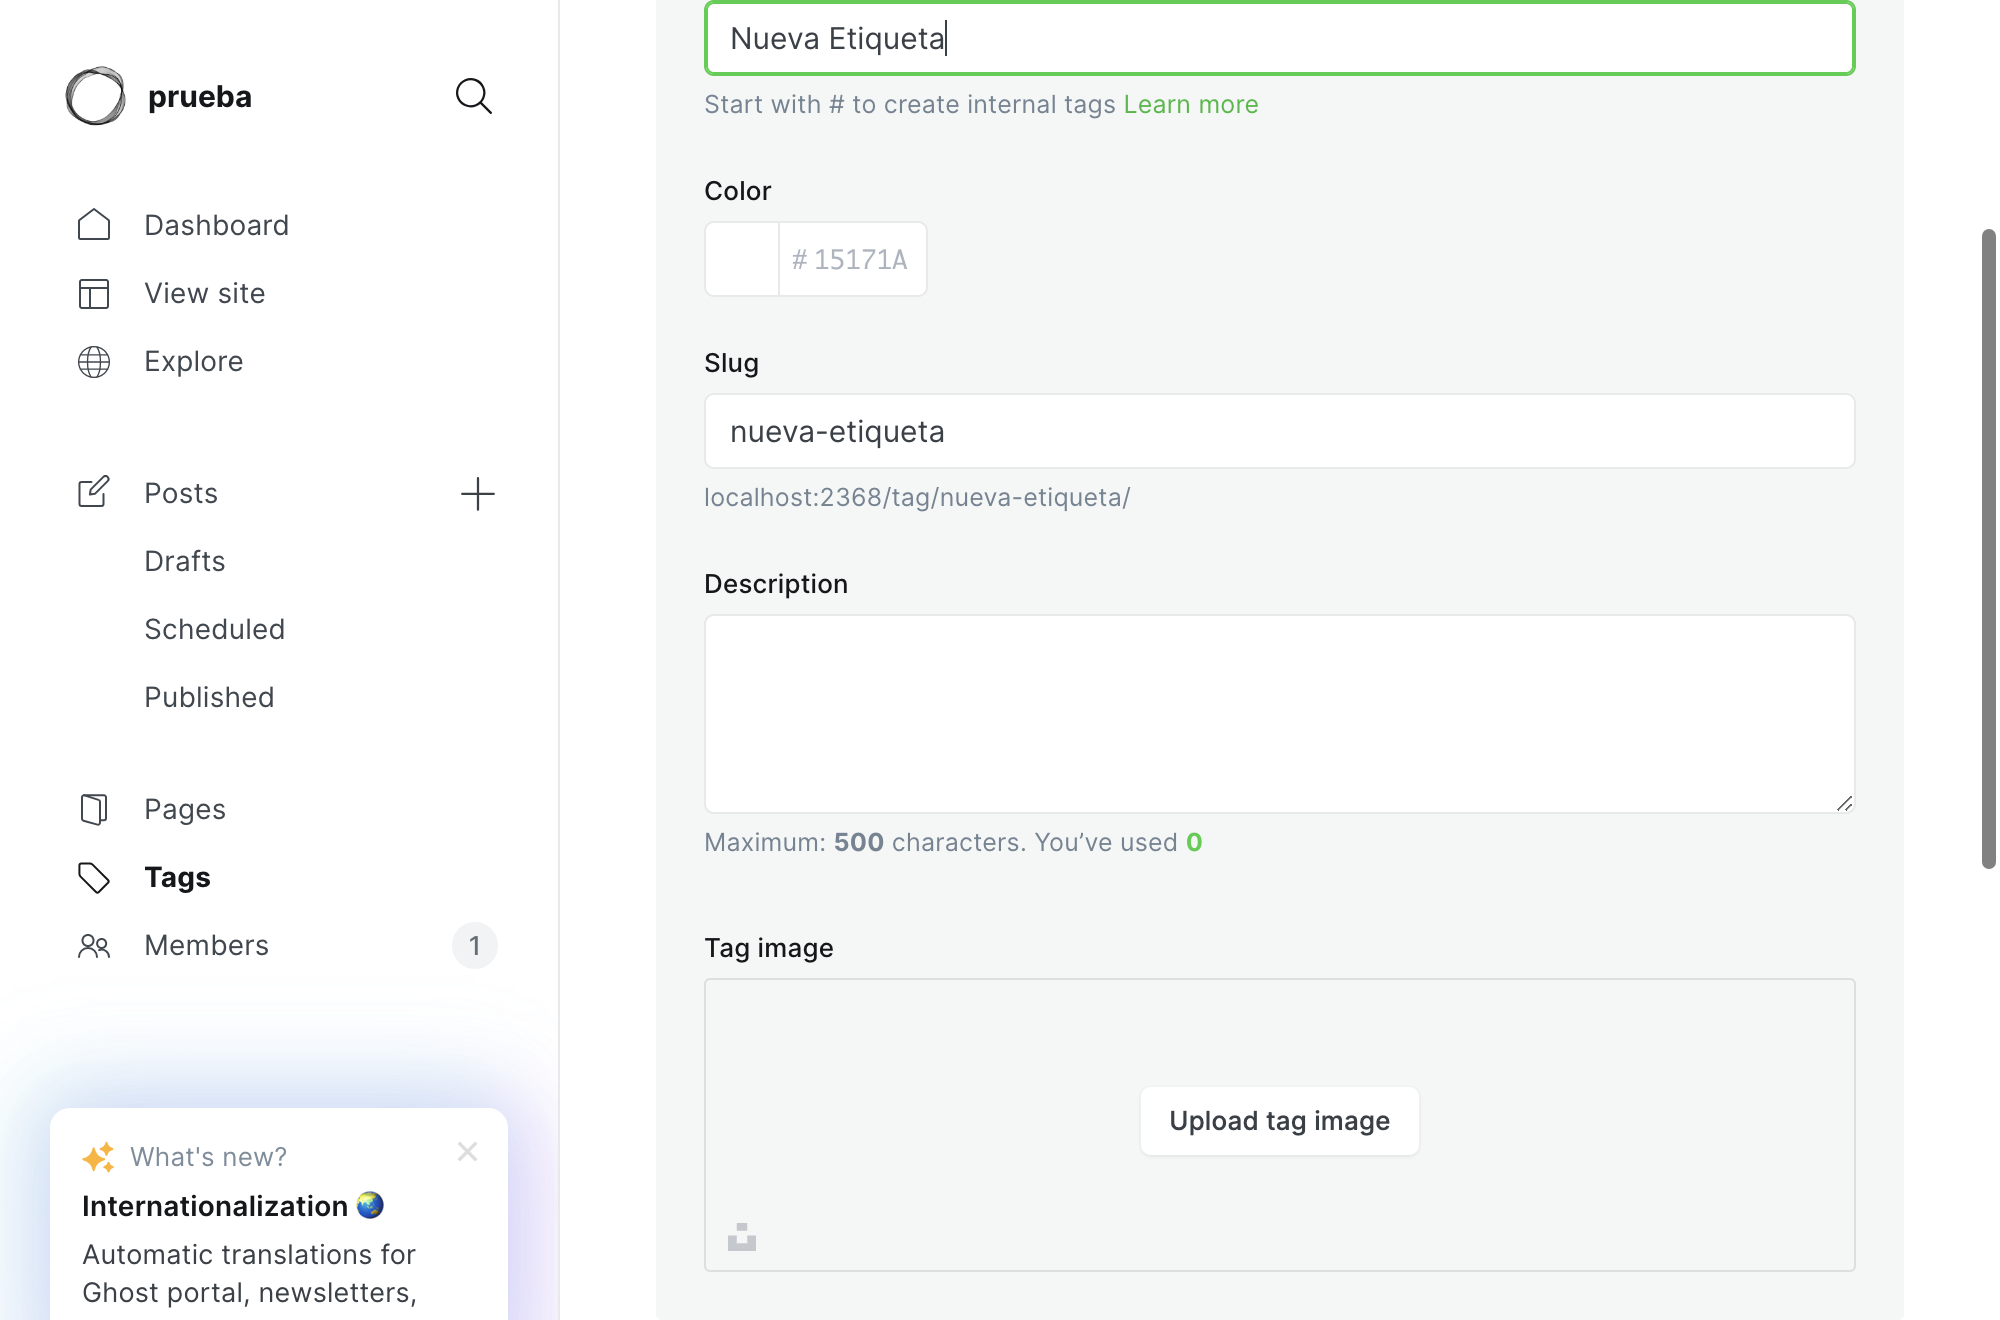 prueba
Dashboard
View site
Explore
Posts
Drafts
Scheduled
Published
Pages
Tags
Members 1
What's new?
Internationalization
Automatic translations for
Ghost portal, newsletters,
Nueva Etiqueta
Start with # to create internal tags Learn more
Color
# 15171A
Slug
nueva-etiqueta
localhost:2368/tag/nueva-etiqueta/
Description
Maximum: 500 characters. You’ve used 0
Tag image
Upload tag image